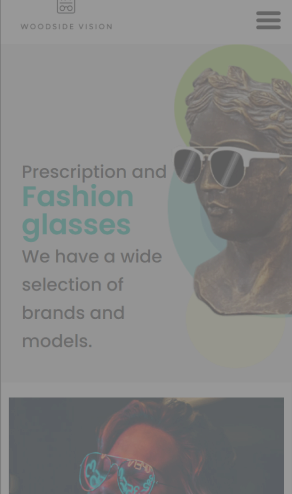 WOODSIDE VISION
Prescription and
Fashion
glasses
We have a wide
selection of
brands and
models.